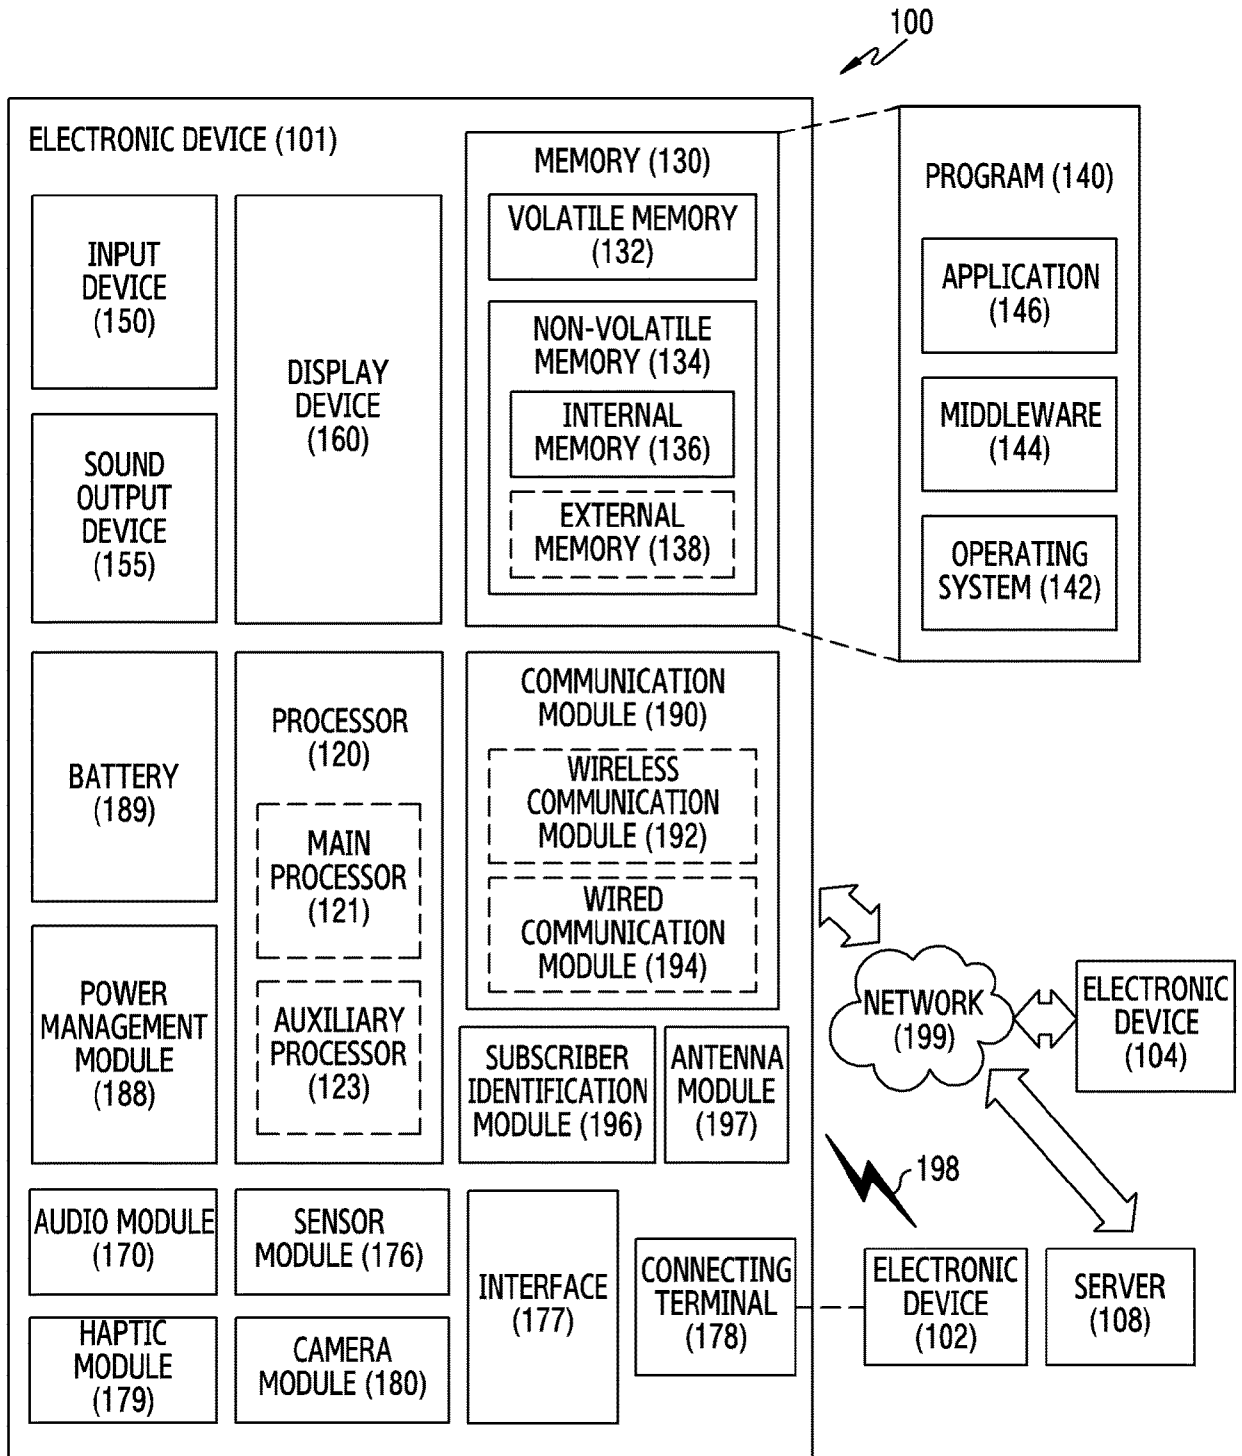 100
ELECTRONIC DEVICE (101)
INPUT
DEVICE
(150)
SOUND
OUTPUT
DEVICE
(155)
DISPLAY
DEVICE
(160)
MEMORY (130)
VOLATILE MEMORY
(132)
NON-VOLATILE
MEMORY (134)
INTERNAL
MEMORY (136)
EXTERNAL
MEMORY (138)
PROGRAM (140)
APPLICATION
(146)
MIDDLEWARE
(144)
OPERATING
SYSTEM (142)
BATTERY
(189)
POWER
MANAGEMENT
MODULE
(188)
PROCESSOR
(120)
MAIN
PROCESSOR
(121)
AUXILIARY
PROCESSOR
(123)
COMMUNICATION
MODULE (190)
WIRELESS
COMMUNICATION
MODULE (192)
WIRED
COMMUNICATION
MODULE (194)
SUBSCRIBER
IDENTIFICATION
MODULE (196)
ANTENNA
MODULE
(197)
NETWORK
(199)
ELECTRONIC
DEVICE
(104)
198
AUDIO MODULE
(170)
SENSOR
MODULE (176)
INTERFACE
(177)
CONNECTING
TERMINAL
(178)
ELECTRONIC
DEVICE
(102)
SERVER
(108)
HAPTIC
MODULE
(179)
CAMERA
MODULE (180)